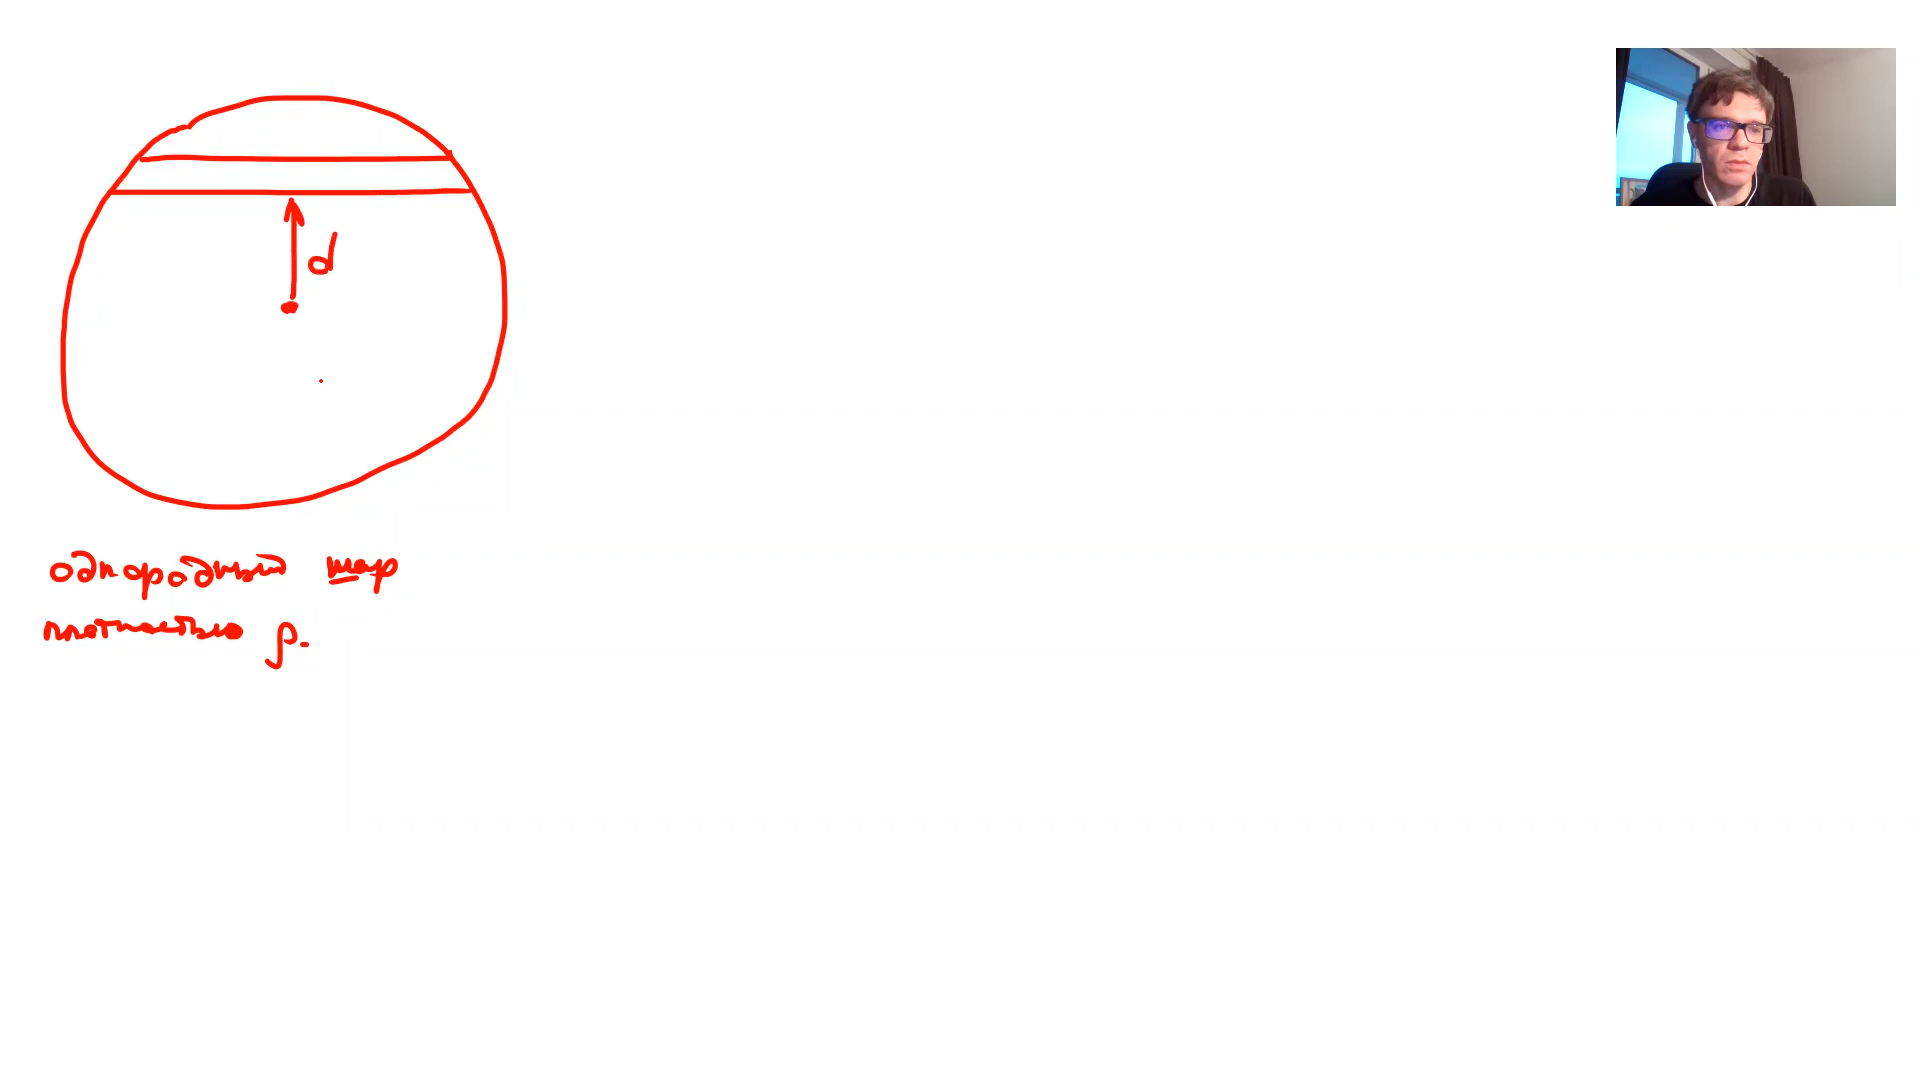 d
однородный шар
плотностью ρ.